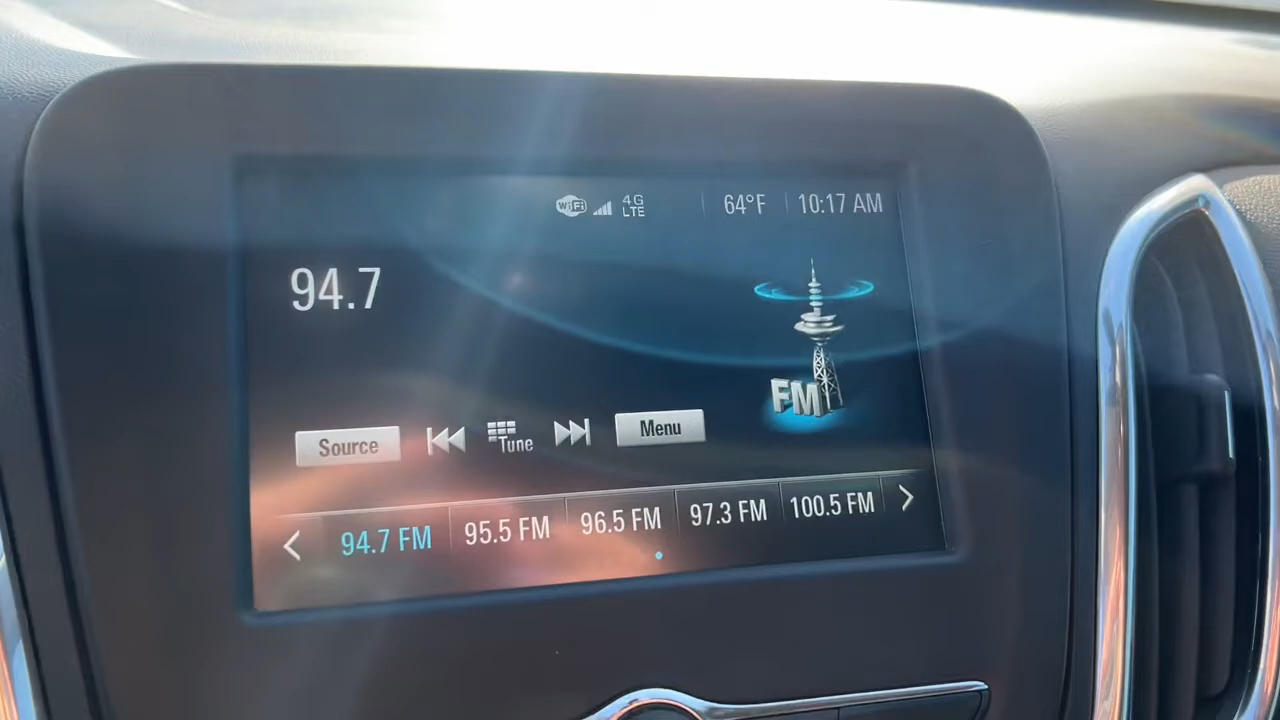 WiFi 4G LTE 64°F 10:17 AM
94.7
FM
Source Tune Menu
94.7 FM 95.5 FM 96.5 FM 97.3 FM 100.5 FM